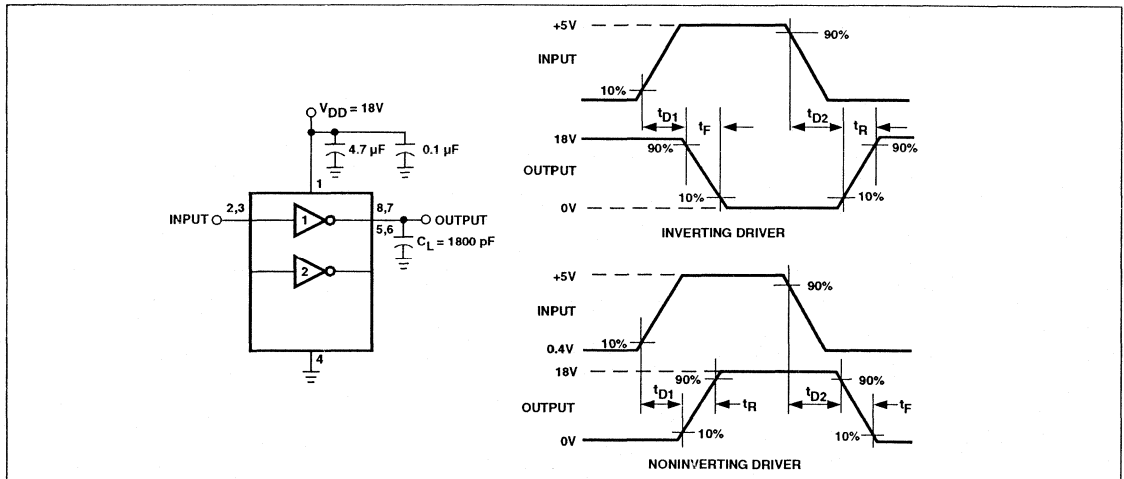 V_DD = 18V
4.7 µF
0.1 µF
1
INPUT
2,3
1
8,7
5,6
OUTPUT
C_L = 1800 pF
2
4
+5V
INPUT
90%
10%
t_D1
t_F
t_D2
t_R
18V
90%
90%
OUTPUT
10%
10%
0V
INVERTING DRIVER
+5V
INPUT
90%
10%
0.4V
18V
90%
90%
t_D1
t_R
t_D2
t_F
OUTPUT
10%
10%
0V
NONINVERTING DRIVER